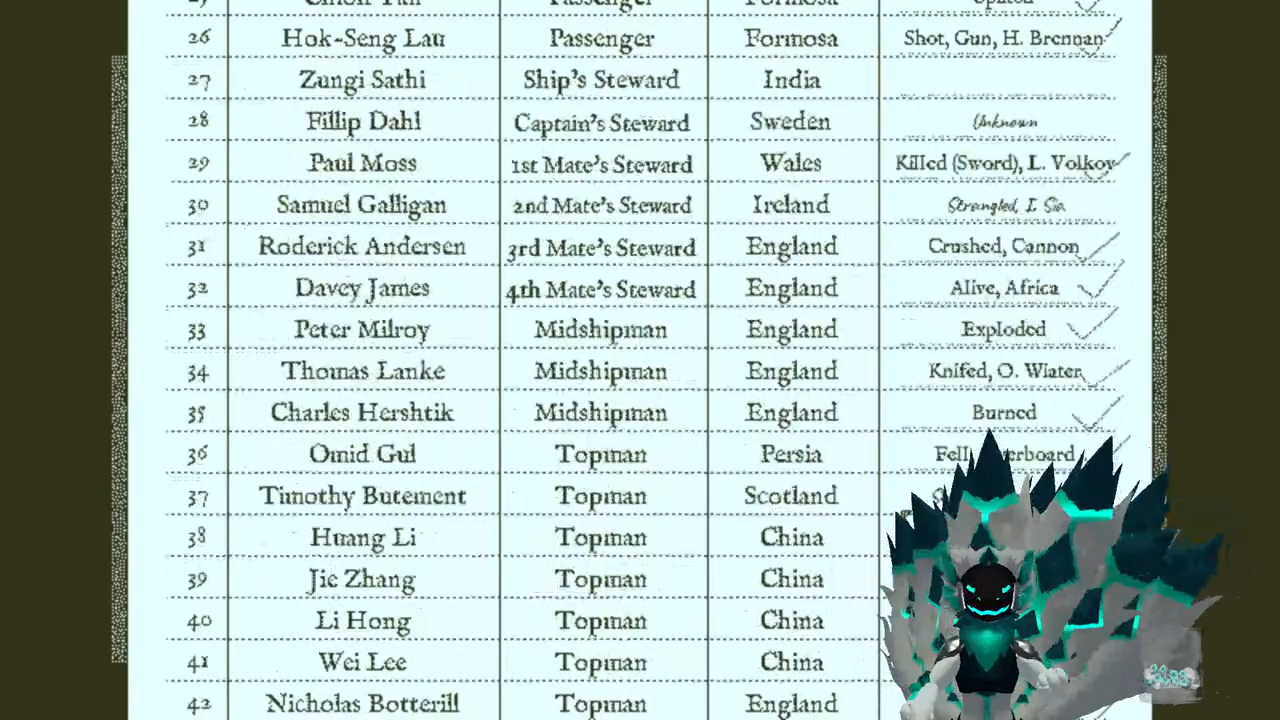 Passenger Formosa
26 Hok-Seng Lau Passenger Formosa Shot, Gun, H. Brennan
27 Zungi Sathi Ship's Steward India
28 Fillip Dahl Captain's Steward Sweden Unknown
29 Paul Moss 1st Mate's Steward Wales Killed (Sword), L. Volkov
30 Samuel Galligan 2nd Mate's Steward Ireland Strangled, I. Sia
31 Roderick Andersen 3rd Mate's Steward England Crushed, Cannon
32 Davey James 4th Mate's Steward England Alive, Africa
33 Peter Milroy Midshipman England Exploded
34 Thomas Lanke Midshipman England Knifed, O. Wiater
35 Charles Hershtik Midshipman England Burned
36 Omid Gul Topman Persia Fell
37 Timothy Butement Topman Scotland
38 Huang Li Topman China
39 Jie Zhang Topman China
40 Li Hong Topman China
41 Wei Lee Topman China
42 Nicholas Botterill Topman England